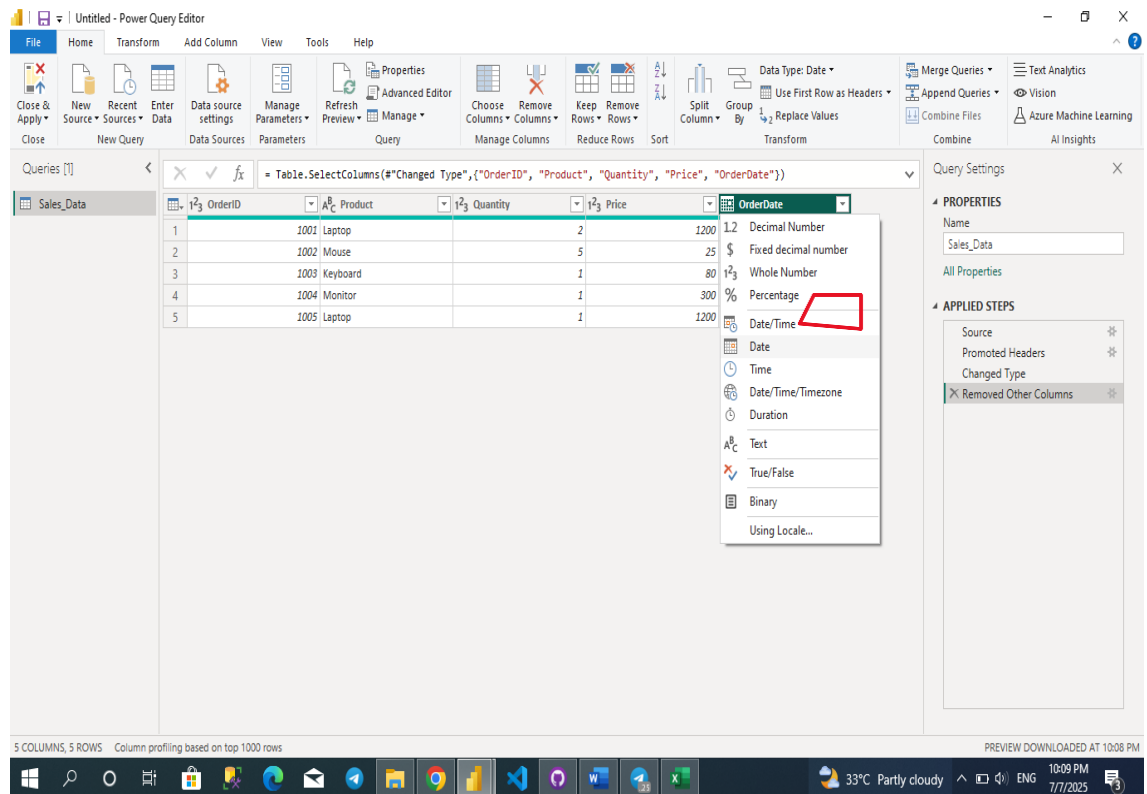 Untitled - Power Query Editor
File Home Transform Add Column View Tools Help
Close & Apply
New Source
Recent Sources
Enter Data
Data source settings
Manage Parameters
Refresh Preview
Properties
Advanced Editor
Manage
Choose Columns
Remove Columns
Keep Rows
Remove Rows
Split Column
Group By
Data Type: Date
Use First Row as Headers
Replace Values
Merge Queries
Append Queries
Combine Files
Text Analytics
Vision
Azure Machine Learning
Close New Query Data Sources Parameters Query Manage Columns Reduce Rows Sort Transform Combine AI Insights
Queries [1]
Sales_Data
= Table.SelectColumns(#"Changed Type",{"OrderID", "Product", "Quantity", "Price", "OrderDate"})
OrderID Product Quantity Price OrderDate
1 1001 Laptop 2 1200
2 1002 Mouse 5 25
3 1003 Keyboard 1 80
4 1004 Monitor 1 300
5 1005 Laptop 1 1200
1.2 Decimal Number
$ Fixed decimal number
123 Whole Number
% Percentage
Date/Time
Date
Time
Date/Time/Timezone
Duration
ABC Text
True/False
Binary
Using Locale...
Query Settings
PROPERTIES
Name
Sales_Data
All Properties
APPLIED STEPS
Source
Promoted Headers
Changed Type
Removed Other Columns
5 COLUMNS, 5 ROWS Column profiling based on top 1000 rows
PREVIEW DOWNLOADED AT 10:08 PM
33°C Partly cloudy ENG
10:09 PM
7/7/2025